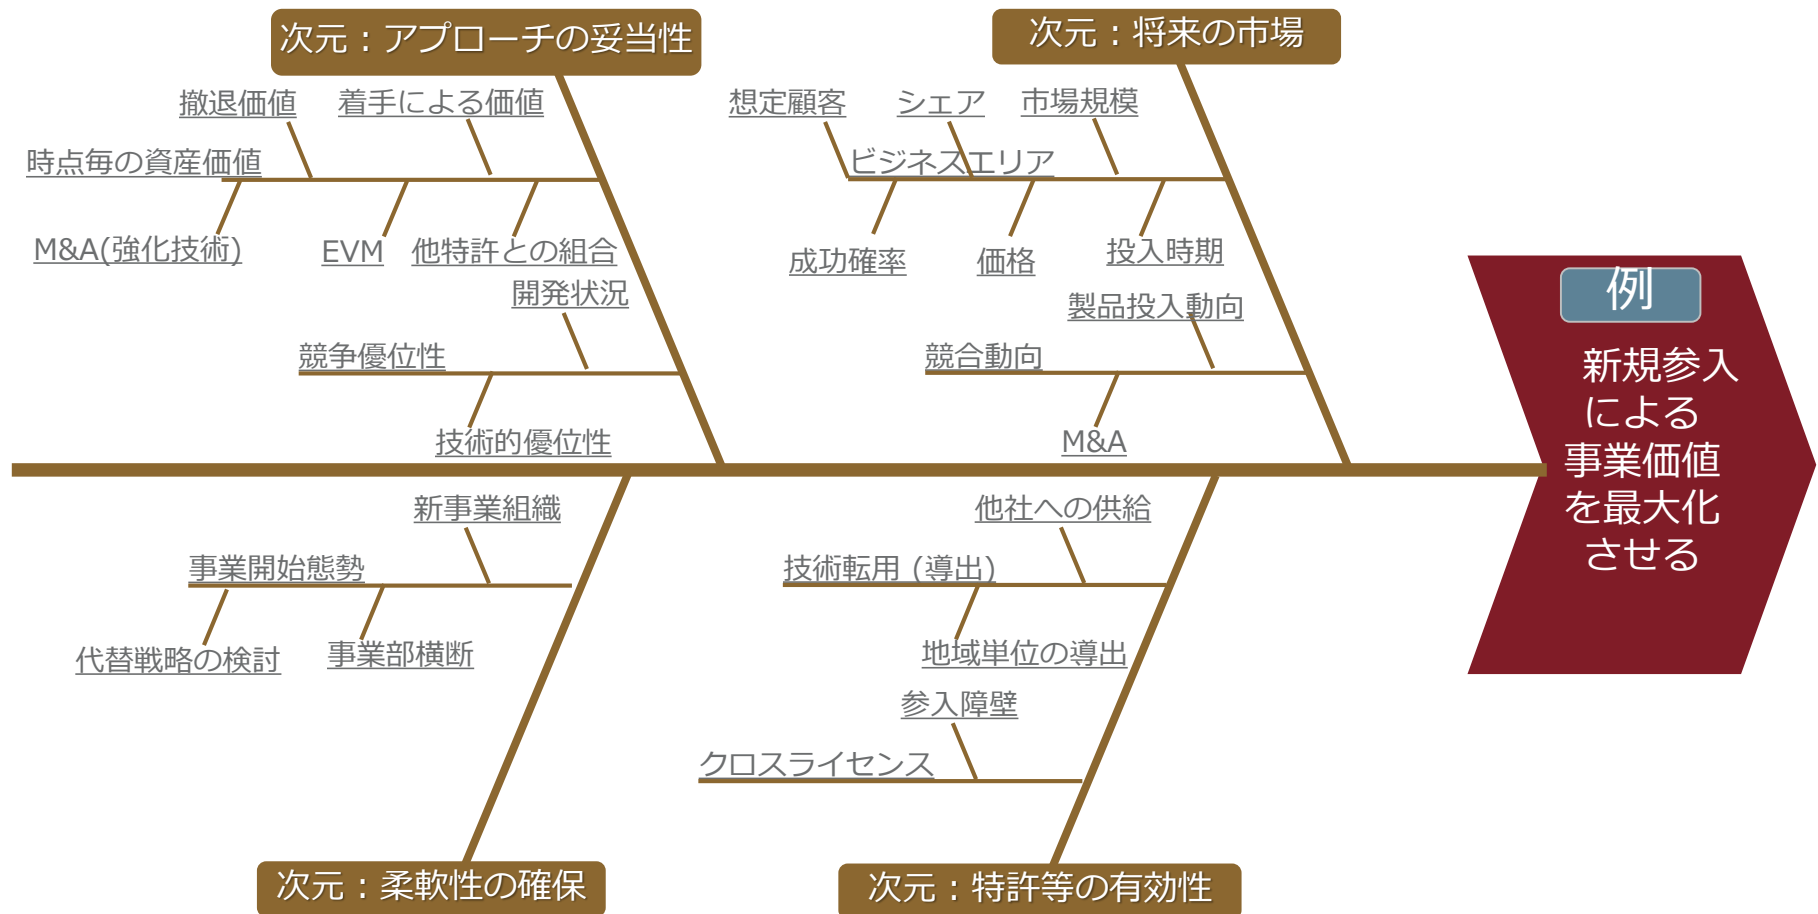 次元：アプローチの妥当性
次元：将来の市場
撤退価値
着手による価値
想定顧客
シェア
市場規模
時点毎の資産価値
ビジネスエリア
M&A(強化技術)
EVM
他特許との組合
成功確率
価格
投入時期
開発状況
製品投入動向
競争優位性
競合動向
技術的優位性
M&A
例
新規参入
による
事業価値
を最大化
させる
新事業組織
他社への供給
事業開始態勢
技術転用 (導出)
代替戦略の検討
事業部横断
地域単位の導出
参入障壁
クロスライセンス
次元：柔軟性の確保
次元：特許等の有効性